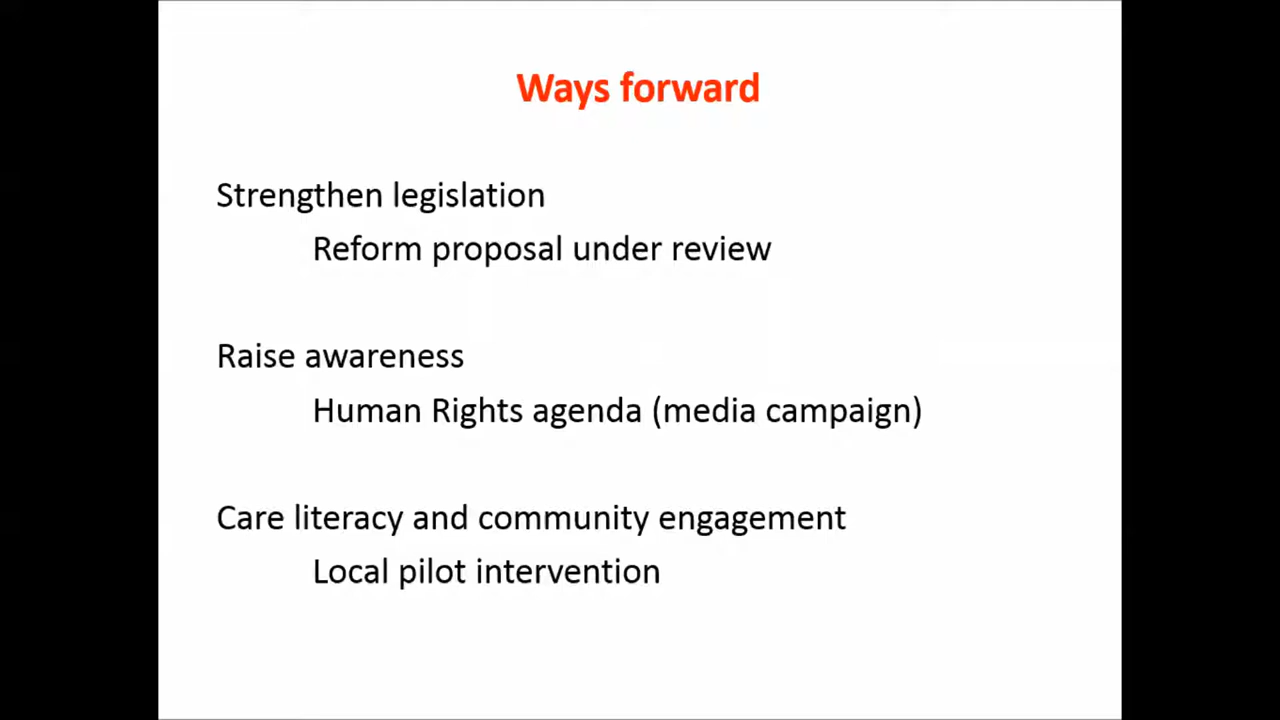 Ways forward
Strengthen legislation
Reform proposal under review
Raise awareness
Human Rights agenda (media campaign)
Care literacy and community engagement
Local pilot intervention